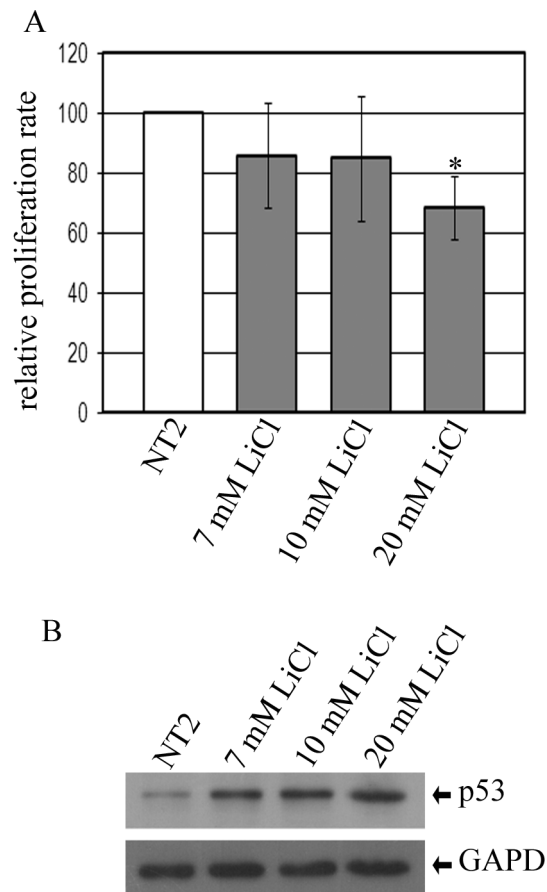 A
relative proliferation rate
120
100
80
60
40
20
0
*
NT2
7 mM LiCl
10 mM LiCl
20 mM LiCl
B
NT2
7 mM LiCl
10 mM LiCl
20 mM LiCl
p53
GAPD